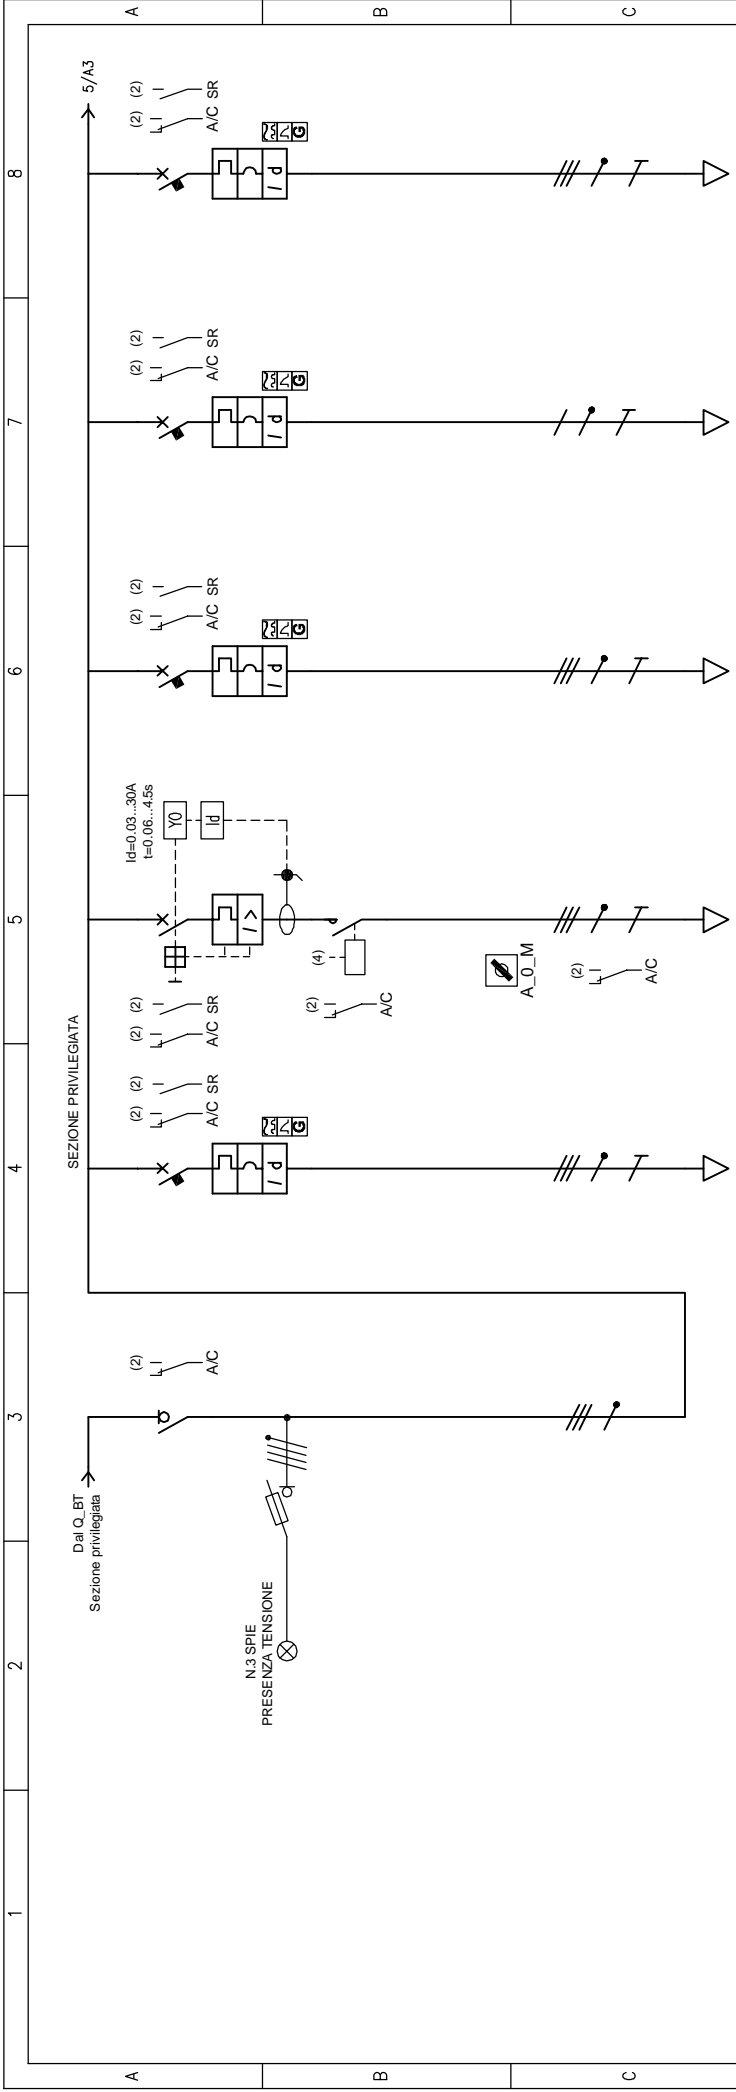 1 2 3 4 5 6 7 8
A A
B B
C C
Dal Q_BT
Sezione privilegiata
SEZIONE PRIVILEGIATA
5/A3
(2)
A/C
N.3 SPIE
PRESENZA TENSIONE
(2) (2)
A/C SR
I d
G
(2) (2)
A/C SR
I >
Id=0.03...30A
t=0.06...4.5s
YO
Id
(4)
(2)
A/C
A_0_M
(2)
A/C
(2) (2)
A/C SR
I d
G
(2) (2)
A/C SR
I d
G
(2) (2)
A/C SR
I d
G